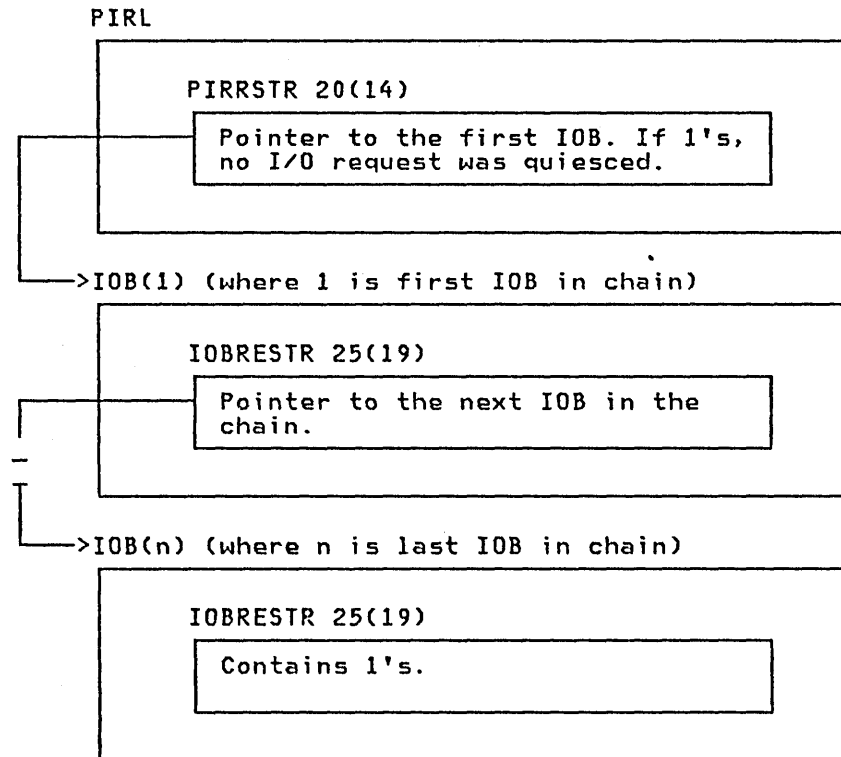 PIRL
PIRRSTR 20(14)
Pointer to the first IOB. If 1's,
no I/O request was quiesced.
>IOB(1) (where 1 is first IOB in chain)
IOBRESTR 25(19)
Pointer to the next IOB in the
chain.
>IOB(n) (where n is last IOB in chain)
IOBRESTR 25(19)
Contains 1's.